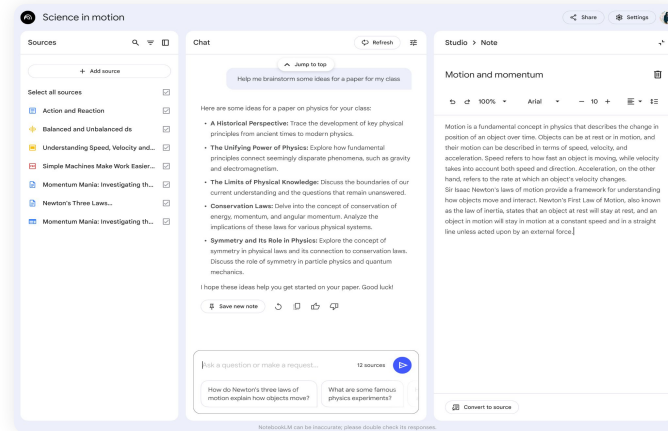 Science in motion
Share
Settings
Sources
Chat
Refresh
Studio > Note
+ Add source
Select all sources
Action and Reaction
Balanced and Unbalanced ds
Understanding Speed, Velocity and...
Simple Machines Make Work Easier...
Momentum Mania: Investigating th...
Newton's Three Laws...
Momentum Mania: Investigating th...
Jump to top
Help me brainstorm some ideas for a paper for my class
Here are some ideas for a paper on physics for your class:
• A Historical Perspective: Trace the development of key physical
principles from ancient times to modern physics.
• The Unifying Power of Physics: Explore how fundamental
principles connect seemingly disparate phenomena, such as gravity
and electromagnetism.
• The Limits of Physical Knowledge: Discuss the boundaries of our
current understanding and the questions that remain unanswered.
• Conservation Laws: Delve into the concept of conservation of
energy, momentum, and angular momentum. Analyze the
implications of these laws for various physical systems.
• Symmetry and Its Role in Physics: Explore the concept of
symmetry in physical laws and its connection to conservation laws.
Discuss the role of symmetry in particle physics and quantum
mechanics.
I hope these ideas help you get started on your paper. Good luck!
Save new note
Ask a question or make a request...
12 sources
How do Newton's three laws of
motion explain how objects move?
What are some famous
physics experiments?
Motion and momentum
100%
Arial
− 10 +
Motion is a fundamental concept in physics that describes the change in
position of an object over time. Objects can be at rest or in motion, and
their motion can be described in terms of speed, velocity, and
acceleration. Speed refers to how fast an object is moving, while velocity
takes into account both speed and direction. Acceleration, on the other
hand, refers to the rate at which an object's velocity changes.
Sir Isaac Newton's laws of motion provide a framework for understanding
how objects move and interact. Newton's First Law of Motion, also known
as the law of inertia, states that an object at rest will stay at rest, and an
object in motion will stay in motion at a constant speed and in a straight
line unless acted upon by an external force.
Convert to source
NotebookLM can be inaccurate; please double check its responses.